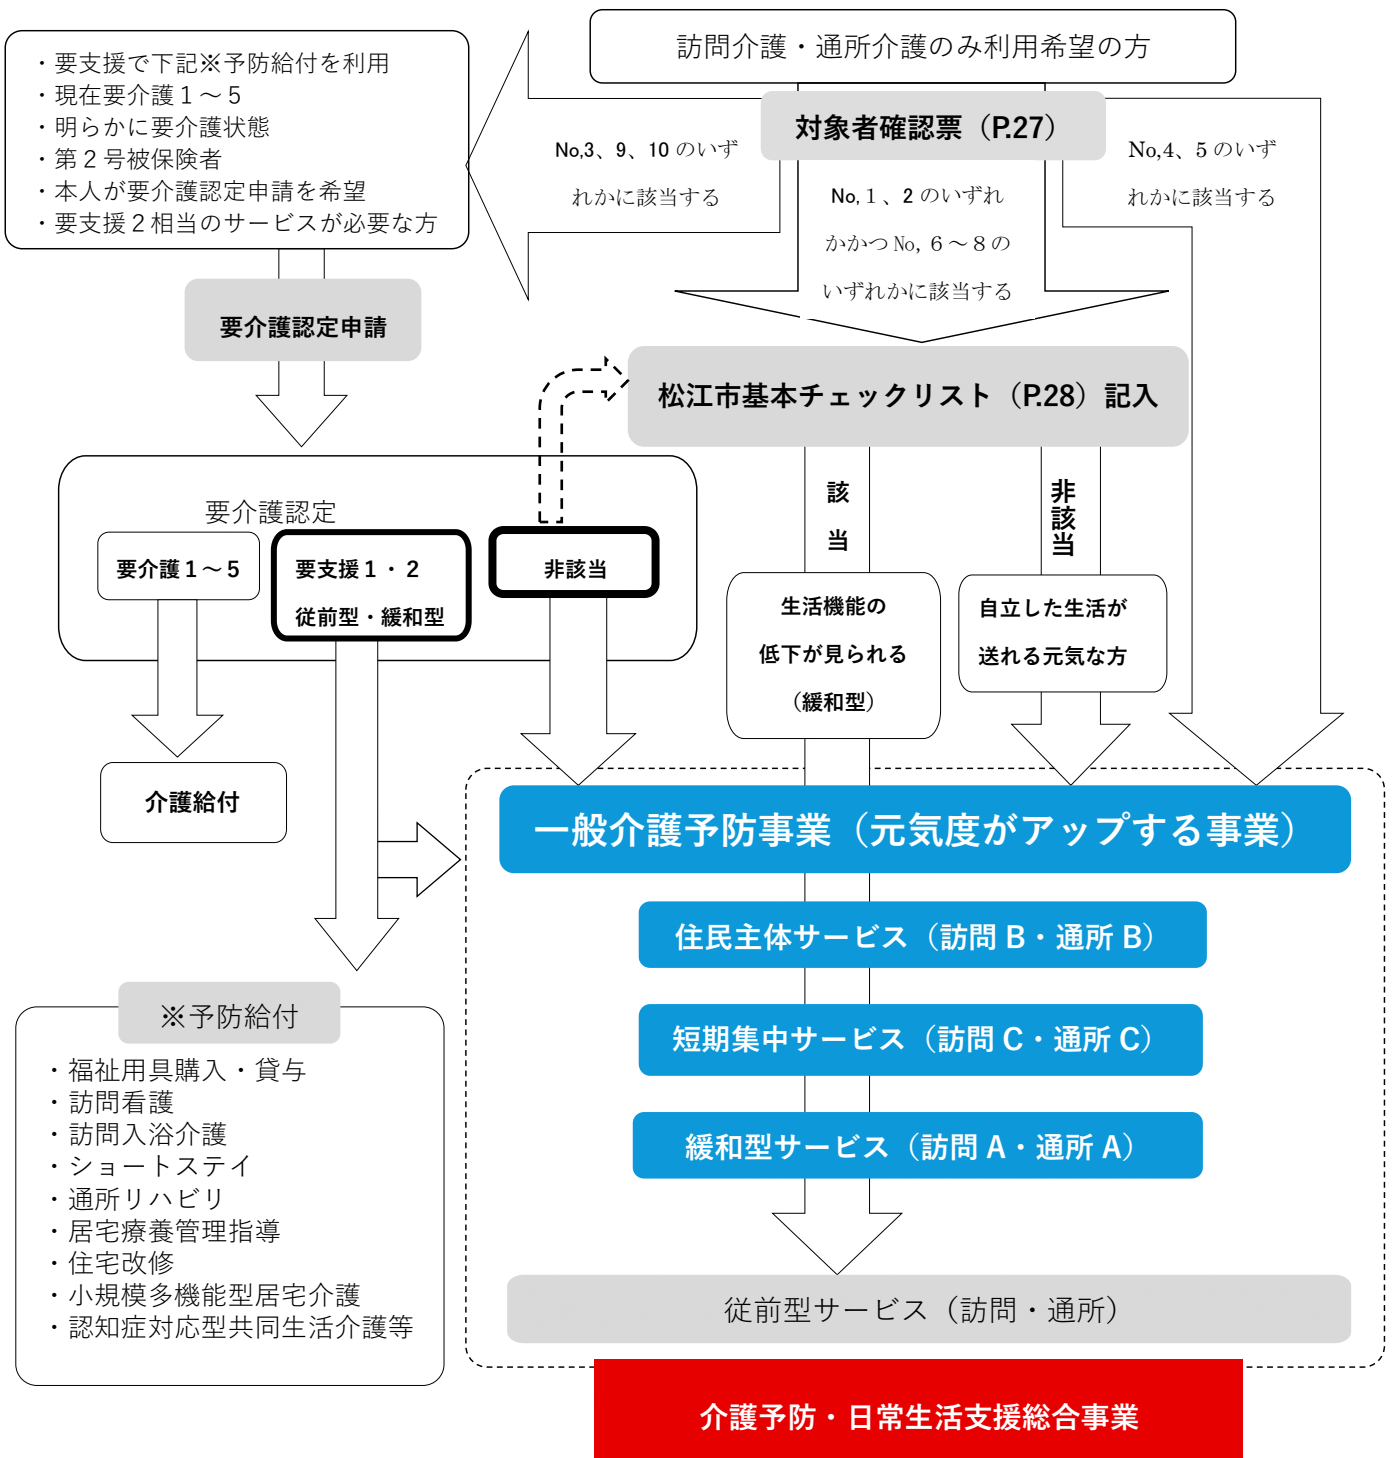 訪問介護・通所介護のみ利用希望の方
・要支援で下記※予防給付を利用
・現在要介護１～５
・明らかに要介護状態
・第２号被保険者
・本人が要介護認定申請を希望
・要支援２相当のサービスが必要な方
対象者確認票（P.27）
No,3、9、10 のいず
れかに該当する
No,１、2 のいずれ
かかつ No,６～８の
いずれかに該当する
No,4、5 のいず
れかに該当する
要介護認定申請
松江市基本チェックリスト（P.28）記入
要介護認定
要介護１～５
要支援１・２
従前型・緩和型
非該当
該
当
非
該
当
生活機能の
低下が見られる
（緩和型）
自立した生活が
送れる元気な方
介護給付
一般介護予防事業（元気度がアップする事業）
住民主体サービス（訪問 B・通所 B）
短期集中サービス（訪問 C・通所 C）
緩和型サービス（訪問 A・通所 A）
従前型サービス（訪問・通所）
※予防給付
・福祉用具購入・貸与
・訪問看護
・訪問入浴介護
・ショートステイ
・通所リハビリ
・居宅療養管理指導
・住宅改修
・小規模多機能型居宅介護
・認知症対応型共同生活介護等
介護予防・日常生活支援総合事業